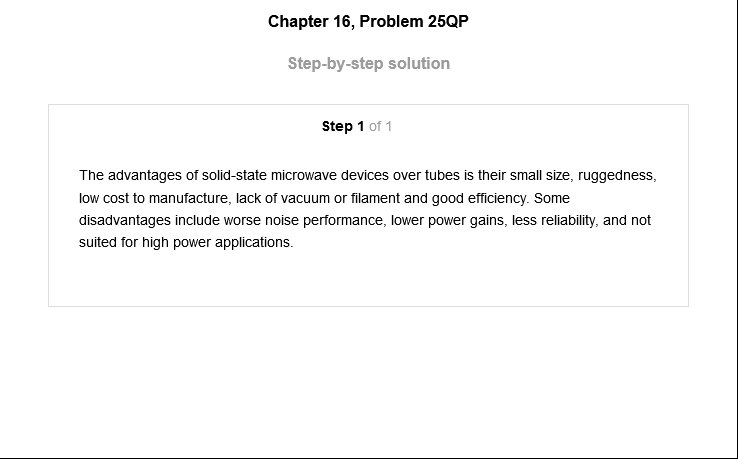 Chapter 16, Problem 25QP
Step-by-step solution
Step 1 of 1
The advantages of solid-state microwave devices over tubes is their small size, ruggedness,
low cost to manufacture, lack of vacuum or filament and good efficiency. Some
disadvantages include worse noise performance, lower power gains, less reliability, and not
suited for high power applications.